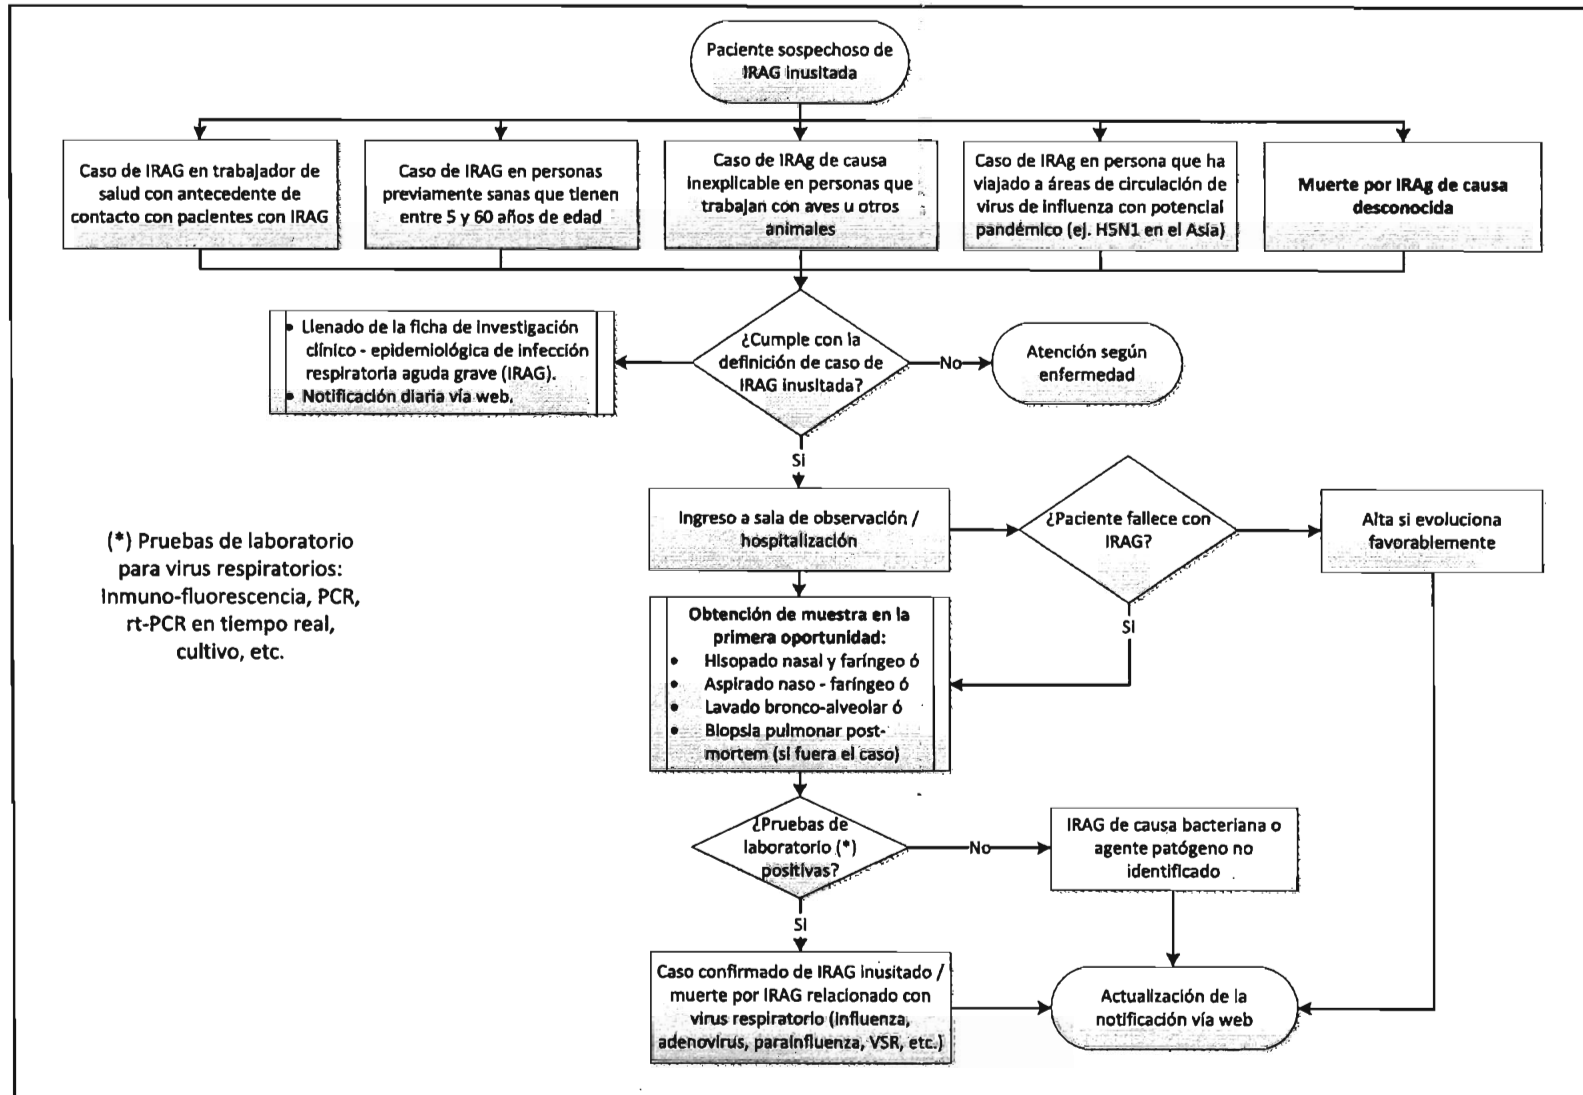 Paciente sospechoso de
IRAG inusitada
Caso de IRAG en trabajador de
salud con antecedente de
contacto con pacientes con IRAG
Caso de IRAG en personas
previamente sanas que tienen
entre 5 y 60 años de edad
Caso de IRAg de causa
inexplicable en personas que
trabajan con aves u otros
animales
Caso de IRAg en persona que ha
viajado a áreas de circulación de
virus de influenza con potencial
pandémico (ej. H5N1 en el Asia)
Muerte por IRAg de causa
desconocida
• Llenado de la ficha de investigación
clínico - epidemiológica de infección
respiratoria aguda grave (IRAG).
• Notificación diaria vía web.
¿Cumple con la
definición de caso de
IRAG inusitada?
No
Atención según
enfermedad
Si
Ingreso a sala de observación /
hospitalización
¿Paciente fallece con
IRAG?
Alta si evoluciona
favorablemente
(*) Pruebas de laboratorio
para virus respiratorios:
Inmuno-fluorescencia, PCR,
rt-PCR en tiempo real,
cultivo, etc.
Si
Obtención de muestra en la
primera oportunidad:
• Hisopado nasal y faríngeo ó
• Aspirado naso - faríngeo ó
• Lavado bronco-alveolar ó
• Biopsia pulmonar post-
mortem (si fuera el caso)
¿Pruebas de
laboratorio (*)
positivas?
No
IRAG de causa bacteriana o
agente patógeno no
identificado
Si
Caso confirmado de IRAG inusitado /
muerte por IRAG relacionado con
virus respiratorio (influenza,
adenovirus, parainfluenza, VSR, etc.)
Actualización de la
notificación vía web